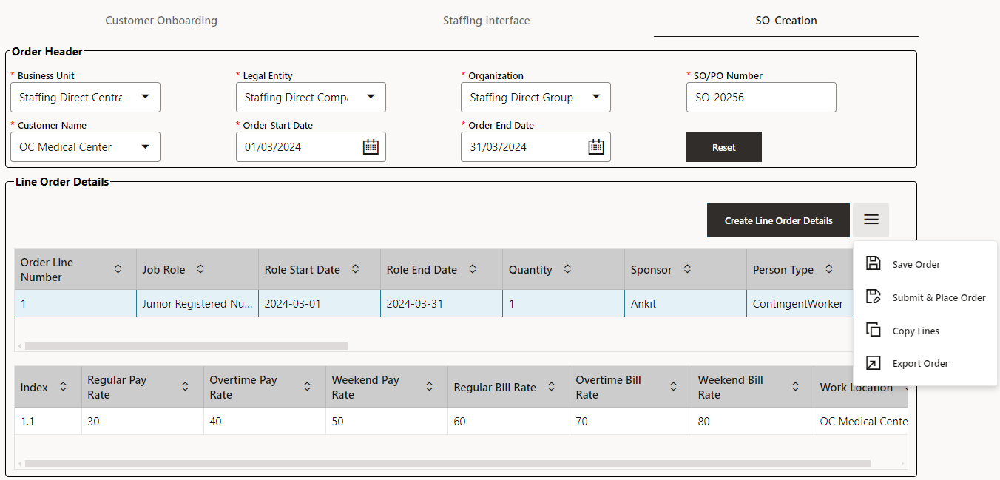 Customer Onboarding Staffing Interface SO-Creation
Order Header
* Business Unit * Legal Entity * Organization * SO/PO Number
Staffing Direct Centra Staffing Direct Comp Staffing Direct Group SO-20256
* Customer Name * Order Start Date * Order End Date
OC Medical Center 01/03/2024 31/03/2024 Reset
Line Order Details
Create Line Order Details
Save Order
Submit & Place Order
Copy Lines
Export Order
Order Line
Number Job Role Role Start Date Role End Date Quantity Sponsor Person Type
1 Junior Registered Nu... 2024-03-01 2024-03-31 1 Ankit ContingentWorker
index Regular Pay
Rate Overtime Pay
Rate Weekend Pay
Rate Regular Bill Rate Overtime Bill
Rate Weekend Bill
Rate Work Location
1.1 30 40 50 60 70 80 OC Medical Cente